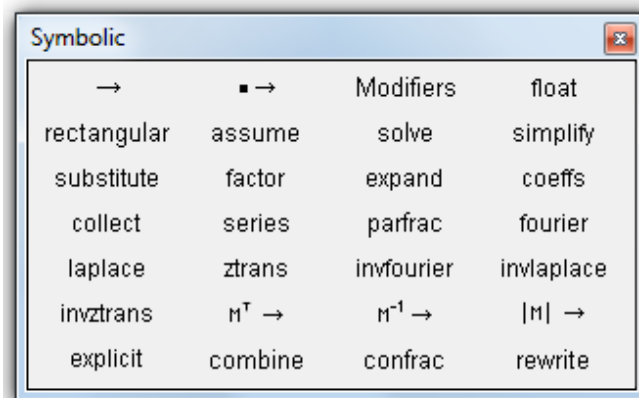 Symbolic
→ ▪ → Modifiers float
rectangular assume solve simplify
substitute factor expand coeffs
collect series parfrac fourier
laplace ztrans invfourier invlaplace
invztrans Mᵀ → M⁻¹ → |M| →
explicit combine confrac rewrite